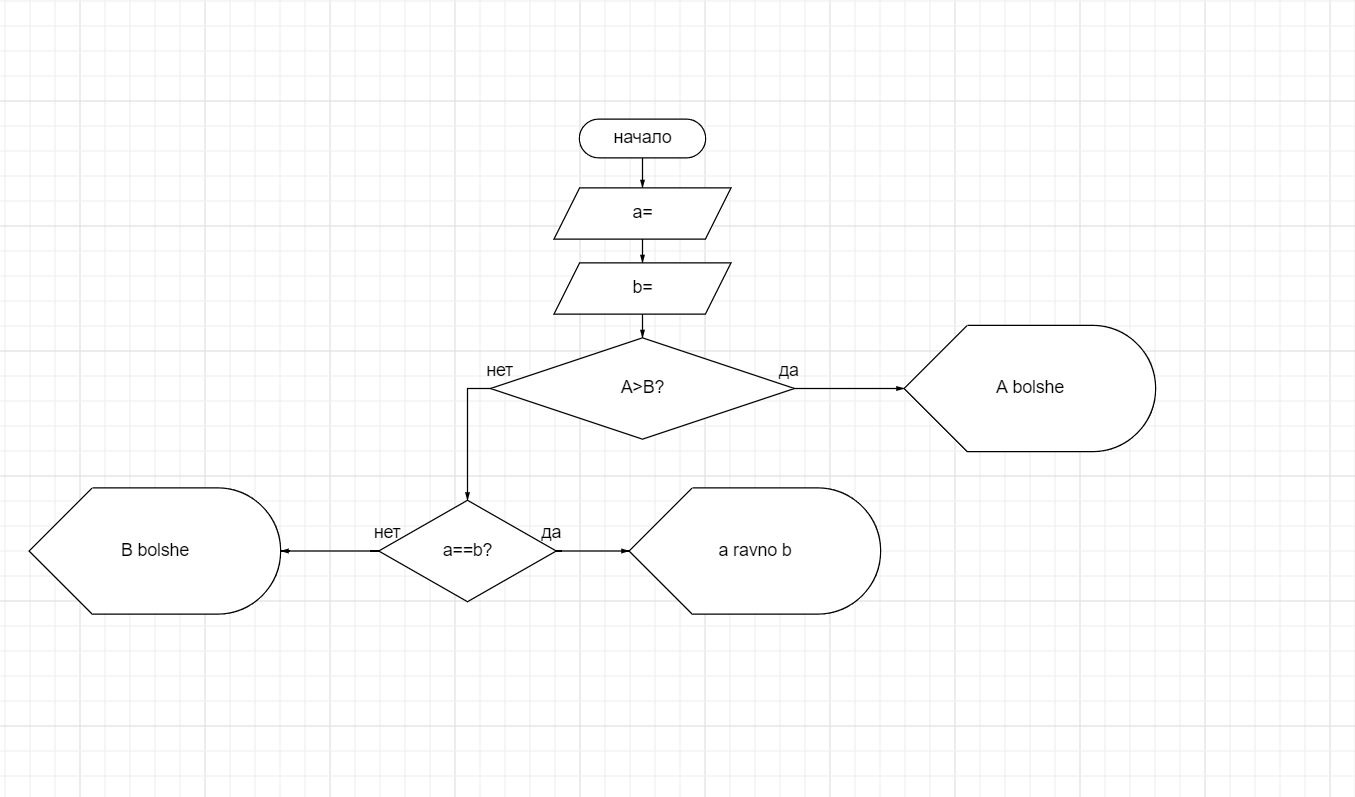 начало
a=
b=
нет
A>B?
да
A bolshe
B bolshe
нет
a==b?
да
a ravno b